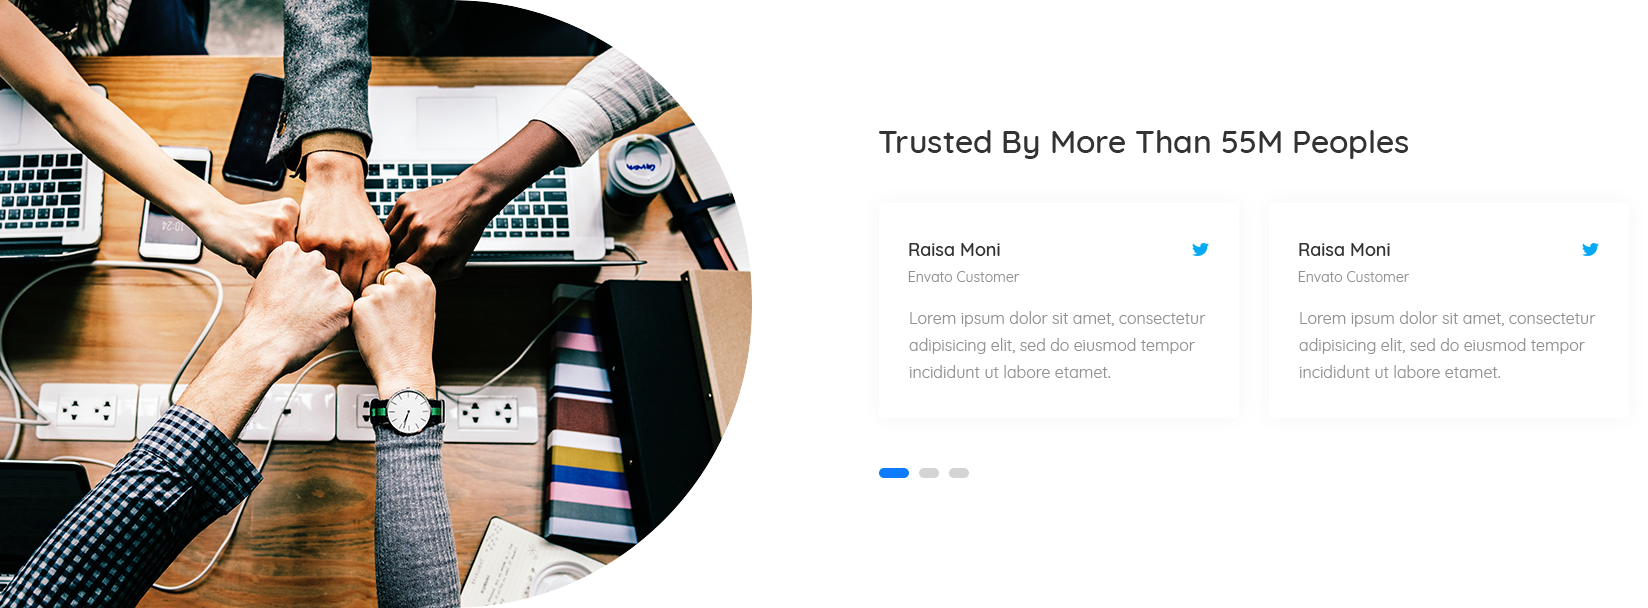 Trusted By More Than 55M Peoples
Raisa Moni
Envato Customer
Lorem ipsum dolor sit amet, consectetur
adipisicing elit, sed do eiusmod tempor
incididunt ut labore etamet.
Raisa Moni
Envato Customer
Lorem ipsum dolor sit amet, consectetur
adipisicing elit, sed do eiusmod tempor
incididunt ut labore etamet.
10:24